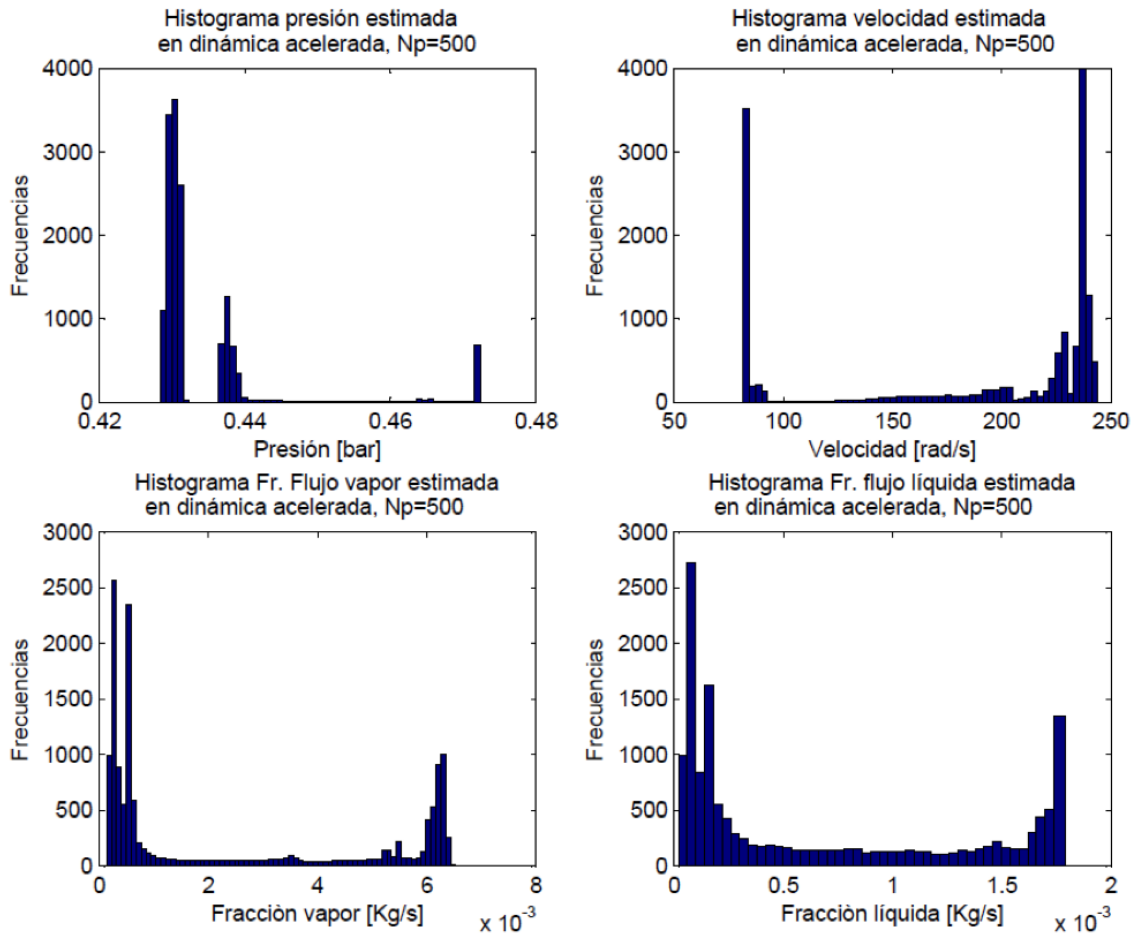 Histograma presión estimada
en dinámica acelerada, Np=500
4000
3000
2000
1000
0
Frecuencias
0.42
0.44
0.46
0.48
Presión [bar]
Histograma velocidad estimada
en dinámica acelerada, Np=500
4000
3000
2000
1000
0
Frecuencias
50
100
150
200
250
Velocidad [rad/s]
Histograma Fr. Flujo vapor estimada
en dinámica acelerada, Np=500
3000
2500
2000
1500
1000
500
0
Frecuencias
0
2
4
6
8
Fracciòn vapor [Kg/s]
x 10⁻³
Histograma Fr. flujo líquida estimada
en dinámica acelerada, Np=500
3000
2500
2000
1500
1000
500
0
Frecuencias
0
0.5
1
1.5
2
Fracciòn líquida [Kg/s]
x 10⁻³